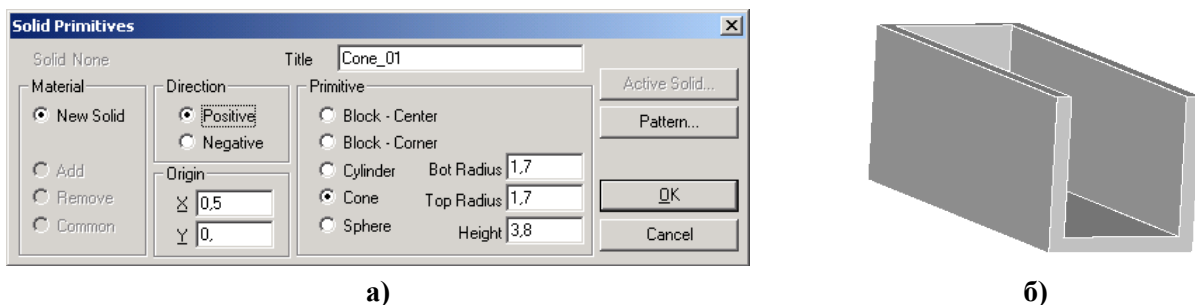 Solid Primitives
Solid None
Title Cone_01
Material
New Solid
Add
Remove
Common
Direction
Positive
Negative
Origin
X 0,5
Y 0,
Primitive
Block - Center
Block - Corner
Cylinder
Cone
Sphere
Bot Radius 1,7
Top Radius 1,7
Height 3,8
Active Solid...
Pattern...
OK
Cancel
а)
б)